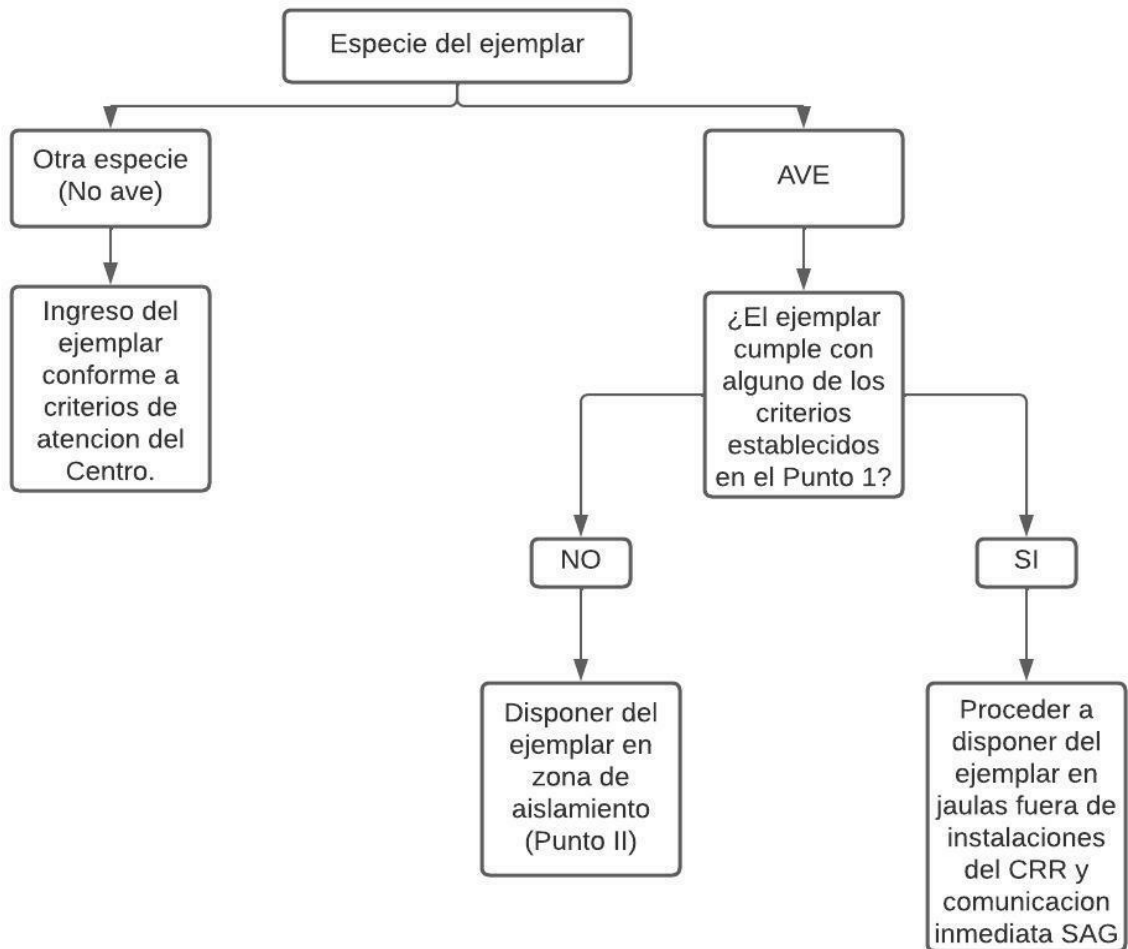 Especie del ejemplar
Otra especie
(No ave)
AVE
Ingreso del
ejemplar
conforme a
criterios de
atencion del
Centro.
¿El ejemplar
cumple con
alguno de los
criterios
establecidos
en el Punto 1?
NO
SI
Disponer del
ejemplar en
zona de
aislamiento
(Punto II)
Proceder a
disponer del
ejemplar en
jaulas fuera de
instalaciones
del CRR y
comunicacion
inmediata SAG